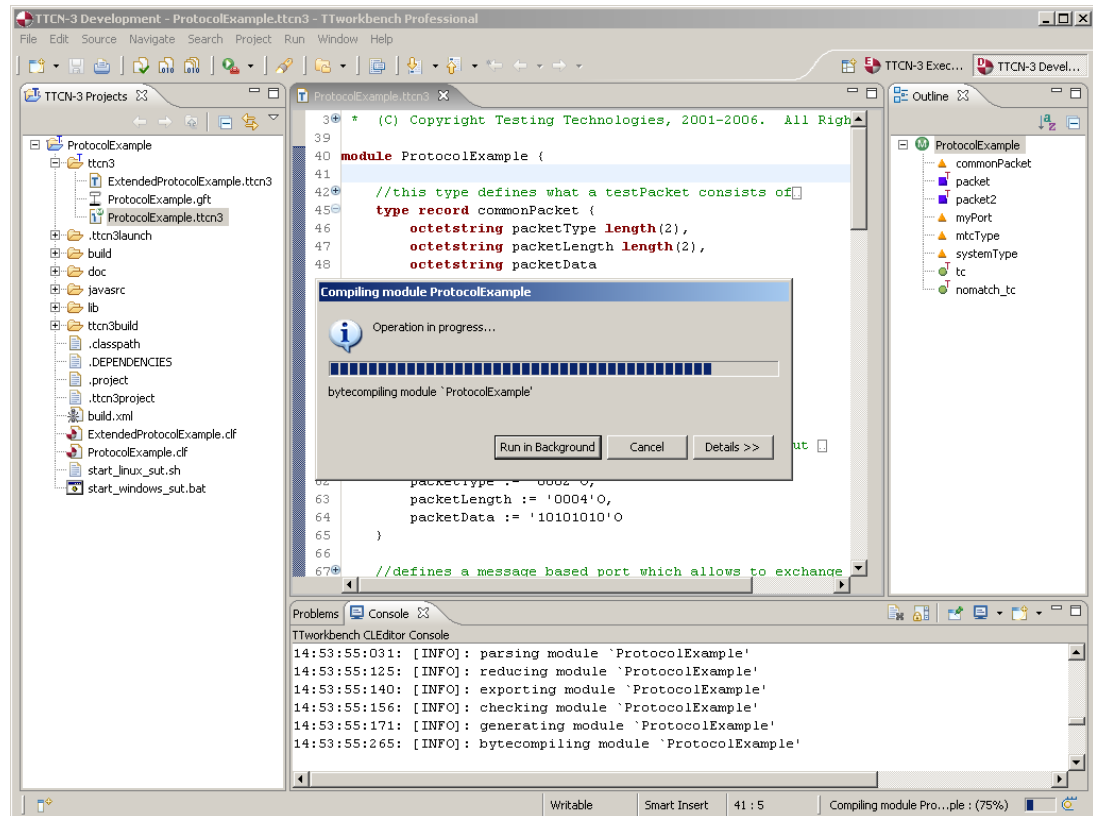 TTCN-3 Development - ProtocolExample.ttcn3 - TTworkbench Professional
File Edit Source Navigate Search Project Run Window Help
TTCN-3 Exec... TTCN-3 Devel...
TTCN-3 Projects
ProtocolExample
ttcn3
ExtendedProtocolExample.ttcn3
ProtocolExample.gft
ProtocolExample.ttcn3
.ttcn3launch
build
doc
javasrc
lib
ttcn3build
.classpath
.DEPENDENCIES
.project
.ttcn3project
build.xml
ExtendedProtocolExample.clf
ProtocolExample.clf
start_linux_sut.sh
start_windows_sut.bat
ProtocolExample.ttcn3
3 * (C) Copyright Testing Technologies, 2001-2006. All Righ
39
40 module ProtocolExample {
41
42 //this type defines what a testPacket consists of
45 type record commonPacket {
46 octetstring packetType length(2),
47 octetstring packetLength length(2),
48 octetstring packetData
Compiling module ProtocolExample
Operation in progress...
bytecompiling module `ProtocolExample'
Run in Background Cancel Details >>
ut
62 packetType := '0002'O,
63 packetLength := '0004'O,
64 packetData := '10101010'O
65 }
66
67 //defines a message based port which allows to exchange
Outline
ProtocolExample
commonPacket
packet
packet2
myPort
mtcType
systemType
tc
nomatch_tc
Problems Console
TTworkbench CLEditor Console
14:53:55:031: [INFO]: parsing module `ProtocolExample'
14:53:55:125: [INFO]: reducing module `ProtocolExample'
14:53:55:140: [INFO]: exporting module `ProtocolExample'
14:53:55:156: [INFO]: checking module `ProtocolExample'
14:53:55:171: [INFO]: generating module `ProtocolExample'
14:53:55:265: [INFO]: bytecompiling module `ProtocolExample'
Writable Smart Insert 41 : 5 Compiling module Pro...ple : (75%)